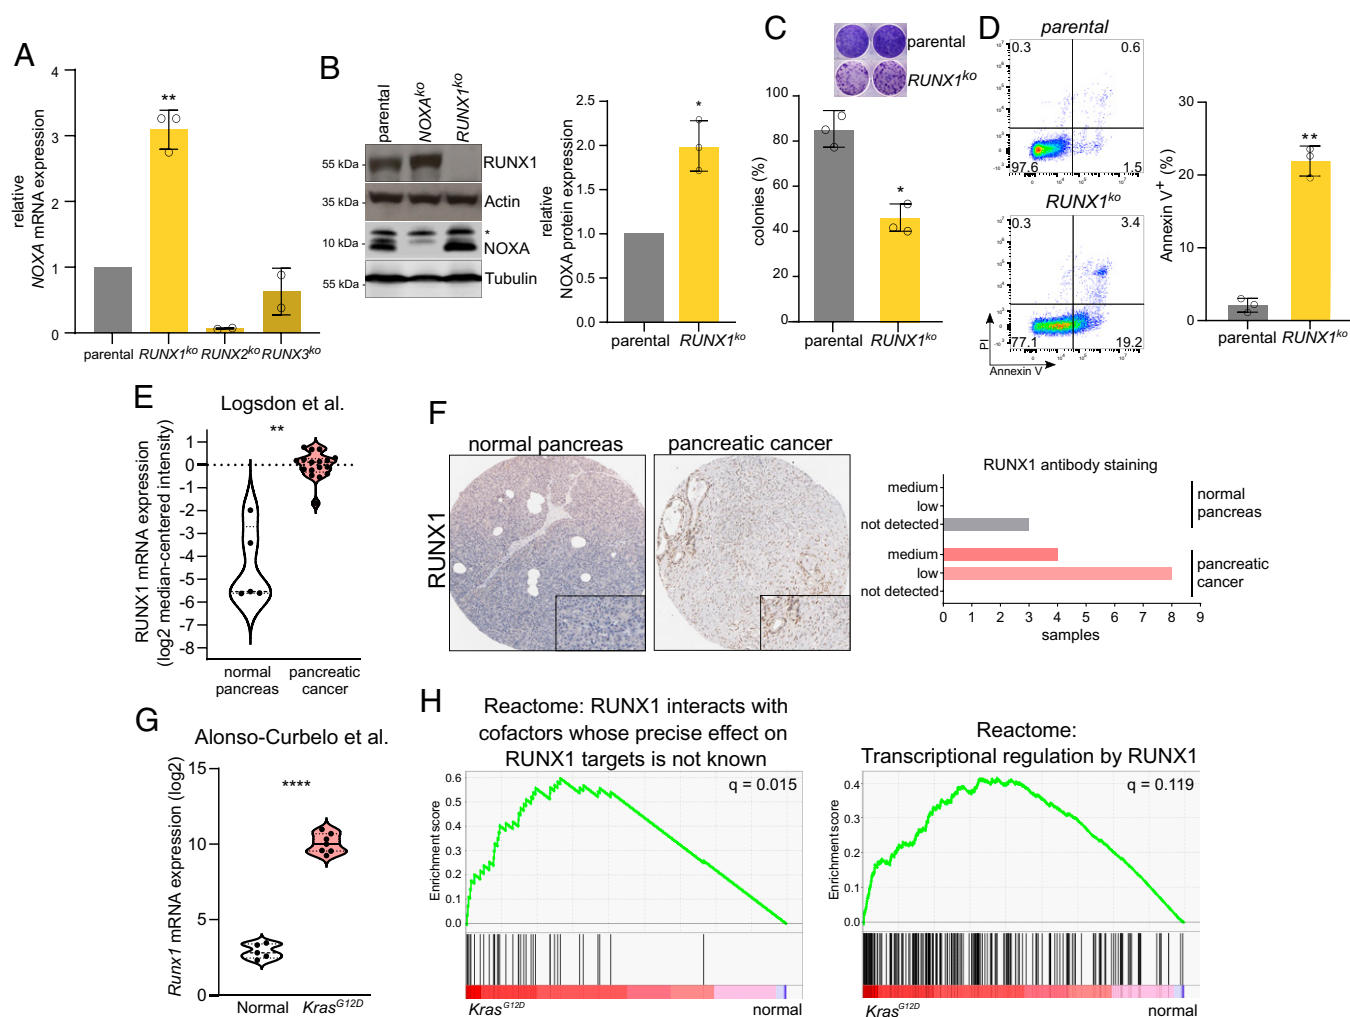 A
relative
NOXA mRNA expression
4
3
2
1
0
**
parental RUNX1ko RUNX2ko RUNX3ko
B
parental
NOXAko
RUNX1ko
55 kDa
RUNX1
35 kDa
Actin
*
10 kDa
NOXA
55 kDa
Tubulin
relative
NOXA protein expression
2.5
2.0
1.5
1.0
0.5
0.0
*
parental RUNX1ko
C
parental
RUNX1ko
colonies (%)
100
80
60
40
20
0
*
parental RUNX1ko
D
parental
0.3 0.6
97.6 1.5
RUNX1ko
0.3 3.4
77.1 19.2
PI
Annexin V
Annexin V+ (%)
30
20
10
0
**
parental RUNX1ko
E
Logsdon et al.
RUNX1 mRNA expression
(log2 median-centered intensity)
**
1
0
-1
-2
-3
-4
-5
-6
-7
-8
normal pancreatic
pancreas cancer
F
normal pancreas pancreatic cancer
RUNX1
RUNX1 antibody staining
medium
low
not detected
normal
pancreas
medium
low
not detected
pancreatic
cancer
0 1 2 3 4 5 6 7 8 9
samples
G
Alonso-Curbelo et al.
Runx1 mRNA expression (log2)
15
10
5
0
****
Normal KrasG12D
H
Reactome: RUNX1 interacts with
cofactors whose precise effect on
RUNX1 targets is not known
q = 0.015
Enrichment score
0.6
0.5
0.4
0.3
0.2
0.1
0.0
KrasG12D normal
Reactome:
Transcriptional regulation by RUNX1
q = 0.119
Enrichment score
0.4
0.3
0.2
0.1
0.0
KrasG12D normal